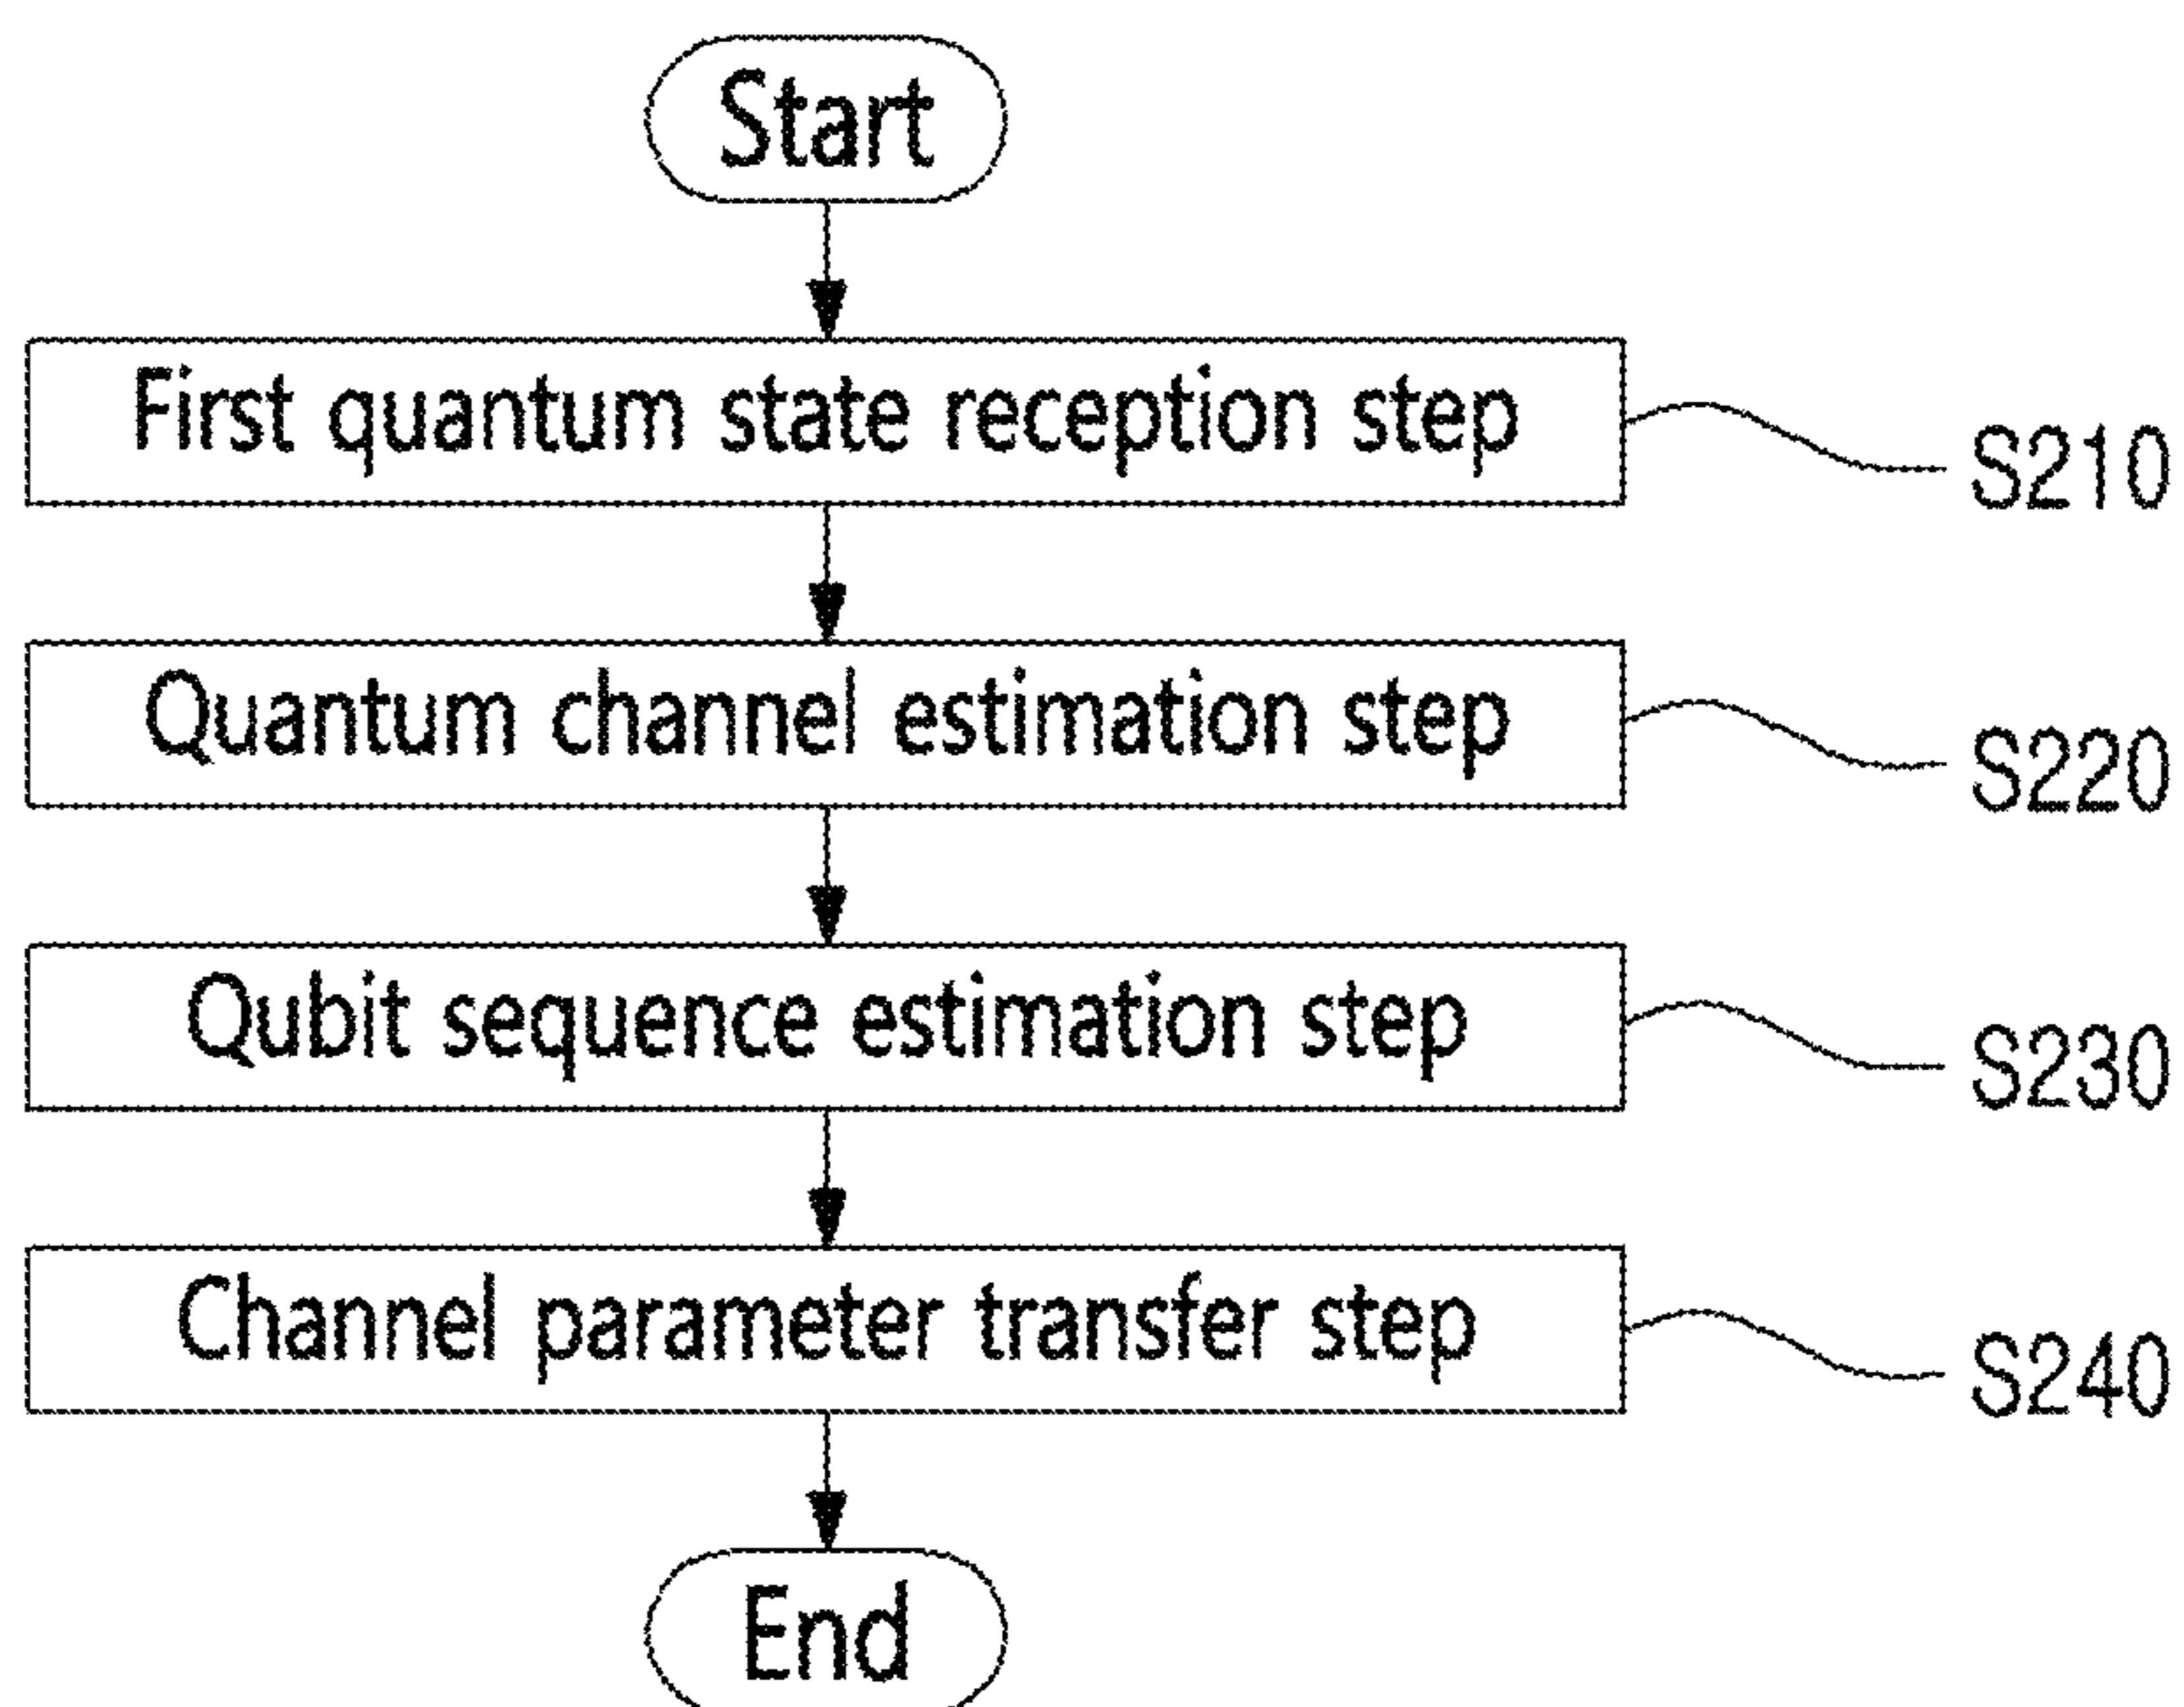 Start
First quantum state reception step
S210
Quantum channel estimation step
S220
Qubit sequence estimation step
S230
Channel parameter transfer step
S240
End